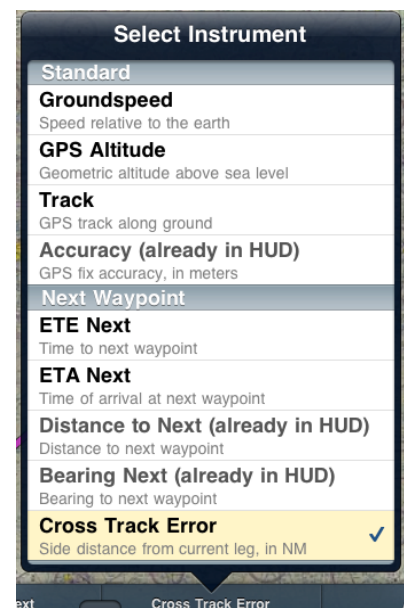 Select Instrument
Standard
Groundspeed
Speed relative to the earth
GPS Altitude
Geometric altitude above sea level
Track
GPS track along ground
Accuracy (already in HUD)
GPS fix accuracy, in meters
Next Waypoint
ETE Next
Time to next waypoint
ETA Next
Time of arrival at next waypoint
Distance to Next (already in HUD)
Distance to next waypoint
Bearing Next (already in HUD)
Bearing to next waypoint
Cross Track Error
Side distance from current leg, in NM
Cross Track Error